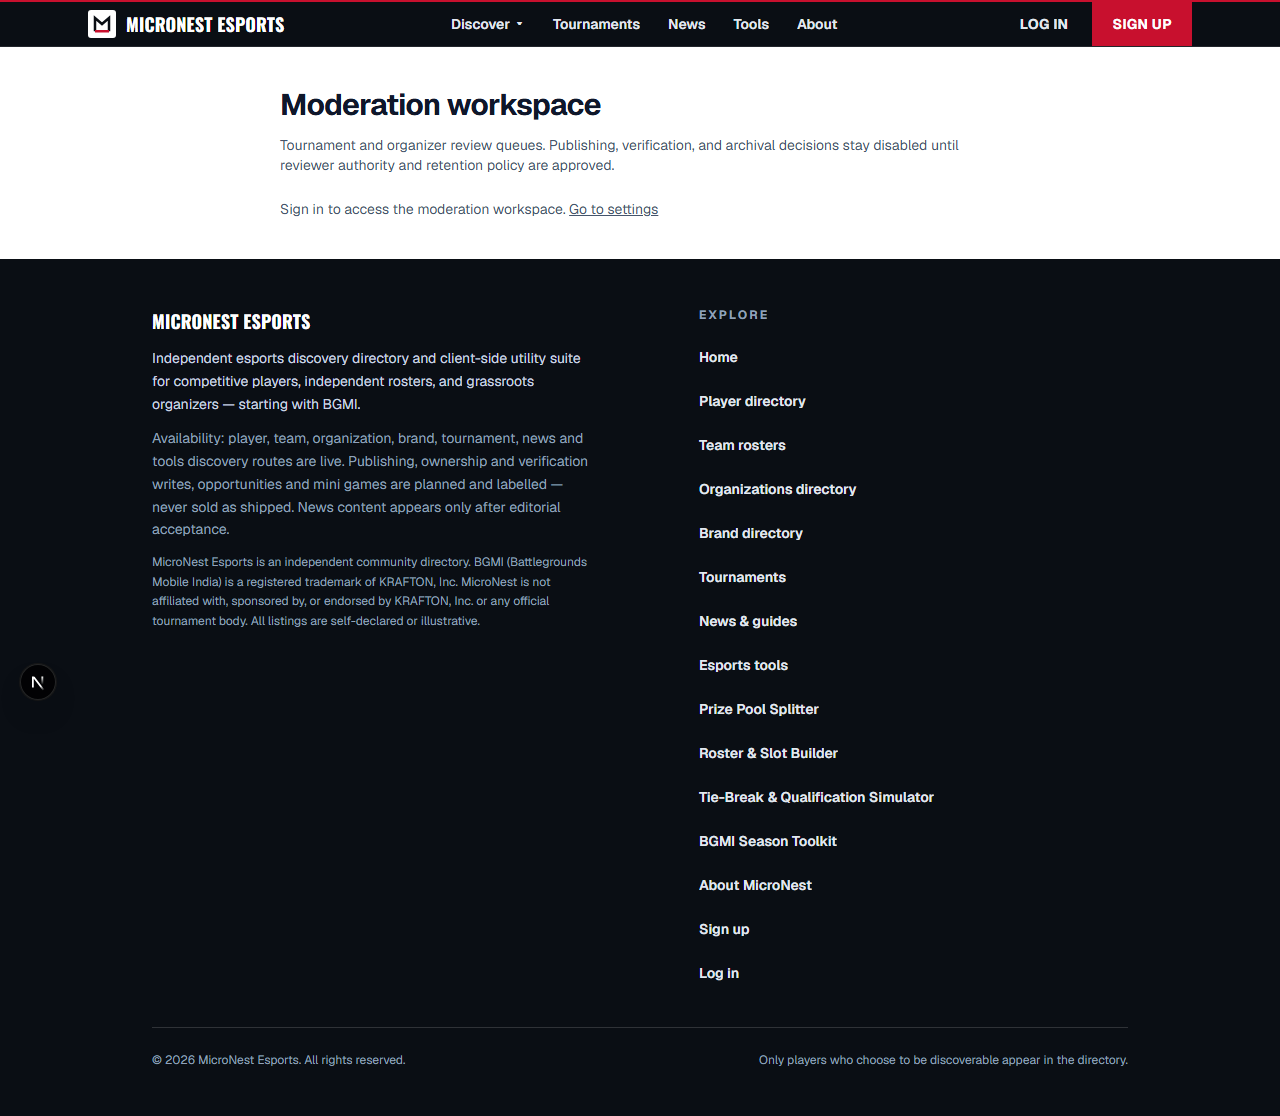 MICRONEST ESPORTS
Discover
Tournaments
News
Tools
About
LOG IN
SIGN UP
Moderation workspace
Tournament and organizer review queues. Publishing, verification, and archival decisions stay disabled until
reviewer authority and retention policy are approved.
Sign in to access the moderation workspace. Go to settings
MICRONEST ESPORTS
Independent esports discovery directory and client-side utility suite
for competitive players, independent rosters, and grassroots
organizers — starting with BGMI.
Availability: player, team, organization, brand, tournament, news and
tools discovery routes are live. Publishing, ownership and verification
writes, opportunities and mini games are planned and labelled —
never sold as shipped. News content appears only after editorial
acceptance.
MicroNest Esports is an independent community directory. BGMI (Battlegrounds
Mobile India) is a registered trademark of KRAFTON, Inc. MicroNest is not
affiliated with, sponsored by, or endorsed by KRAFTON, Inc. or any official
tournament body. All listings are self-declared or illustrative.
EXPLORE
Home
Player directory
Team rosters
Organizations directory
Brand directory
Tournaments
News & guides
Esports tools
Prize Pool Splitter
Roster & Slot Builder
Tie-Break & Qualification Simulator
BGMI Season Toolkit
About MicroNest
Sign up
Log in
© 2026 MicroNest Esports. All rights reserved.
Only players who choose to be discoverable appear in the directory.